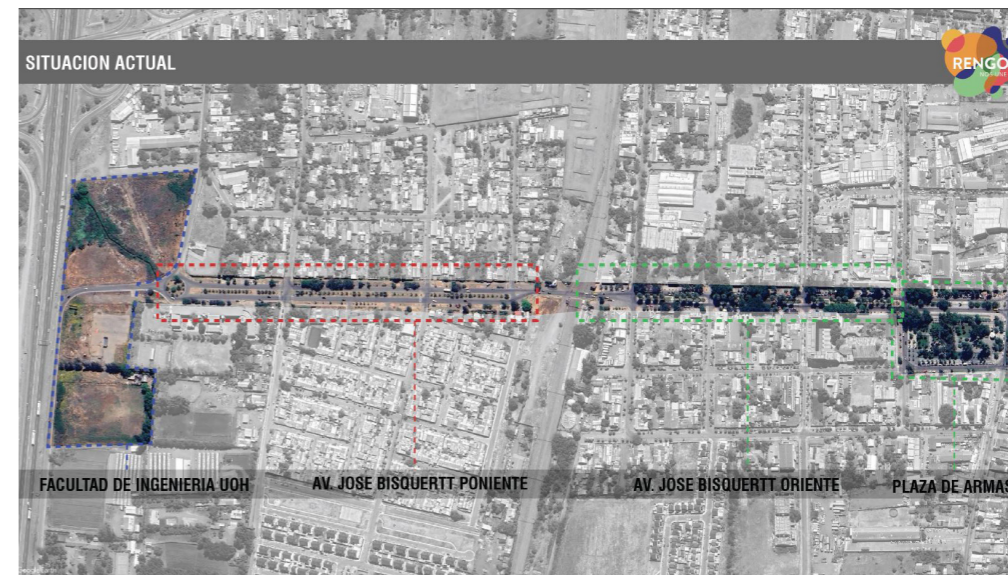 SITUACION ACTUAL
RENGO
FACULTAD DE INGENIERIA UOH
AV. JOSE BISQUERTT PONIENTE
AV. JOSE BISQUERTT ORIENTE
PLAZA DE ARMAS